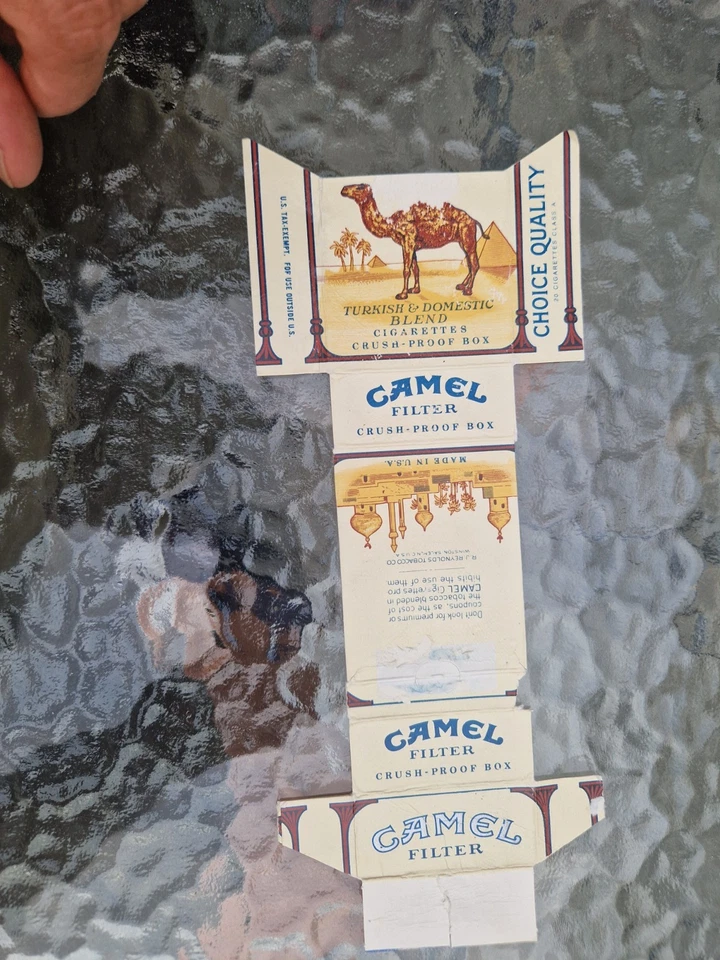 U.S. TAX-EXEMPT. FOR USE OUTSIDE U.S.
TURKISH & DOMESTIC
BLEND
CIGARETTES
CRUSH-PROOF BOX
CHOICE QUALITY
20 CIGARETTES CLASS A
CAMEL
FILTER
CRUSH-PROOF BOX
MADE IN U.S.A.
Don't look for premiums or
coupons, as the cost of
the tobaccos blended in
CAMEL Cigarettes pro
hibits the use of them
R.J. REYNOLDS TOBACCO CO
WINSTON-SALEM, N.C. U.S.A
CAMEL
FILTER
CRUSH-PROOF BOX
CAMEL
FILTER